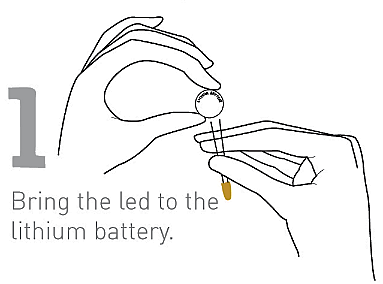 1
Bring the led to the
lithium battery.